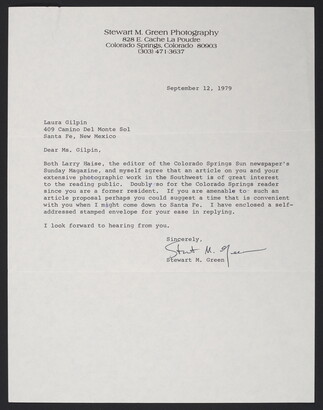 Stewart M. Green Photography
828 E. Cache La Poudre
Colorado Springs, Colorado 80903
(303) 471-3637
September 12, 1979
Laura Gilpin
409 Camino Del Monte Sol
Santa Fe, New Mexico
Dear Ms. Gilpin,
Both Larry Haise, the editor of the Colorado Springs Sun newspaper's
Sunday Magazine, and myself agree that an article on you and your
extensive photographic work in the Southwest is of great interest
to the reading public. Doubly so for the Colorado Springs reader
since you are a former resident. If you are amenable to such an
article proposal perhaps you could suggest a time that is convenient
with you when I might come down to Santa Fe. I have enclosed a self-
addressed stamped envelope for your ease in replying.
I look forward to hearing from you.
Sincerely,
Stewart M. Green
Stewart M. Green